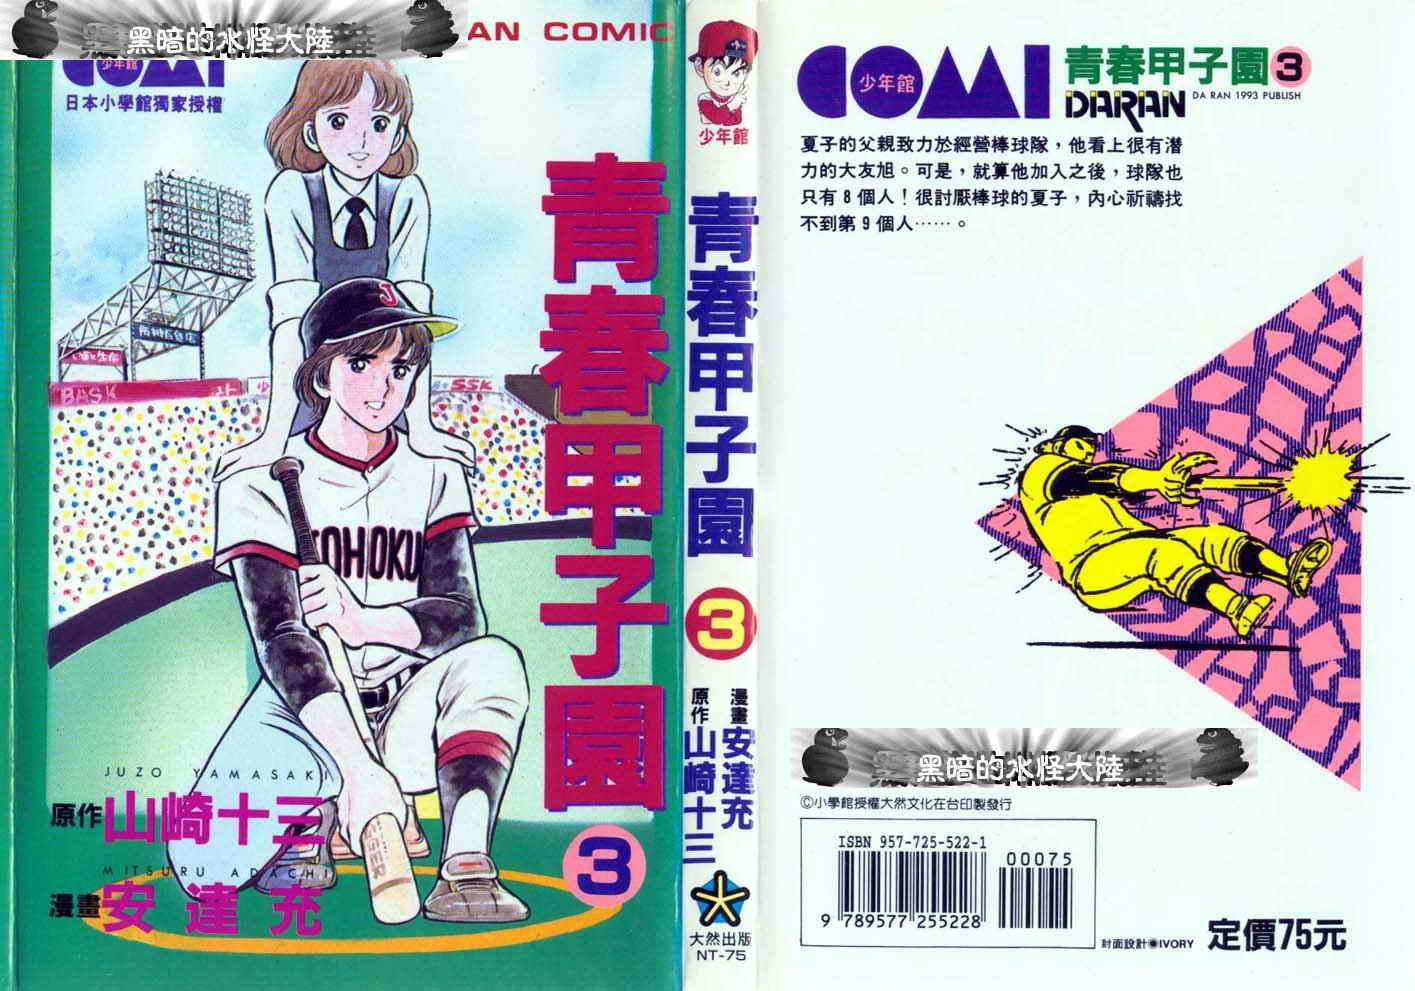 黑暗的水怪大陸
AN COMIC
COMI
少年館
日本小學館獨家授權
阪神百貨店
BASK
SSK
J
TOHOKU
青春甲子園
3
JUZO YAMASAKI
原作 山崎十三
MITSURU ADACHI
漫畫 安達充
少年館
青春甲子園
3
漫畫 安達充
原作 山崎十三
大然出版
NT-75
COMI
少年館
青春甲子園3
DARAN
DA RAN 1993 PUBLISH
夏子的父親致力於經營棒球隊，他看上很有潛
力的大友旭。可是，就算他加入之後，球隊也
只有8個人！很討厭棒球的夏子，內心祈禱找
不到第9個人……。
黑暗的水怪大陸
©小學館授權大然文化在台印製發行
ISBN 957-725-522-1
00075
9 789577 255228
封面設計◉IVORY
定價75元